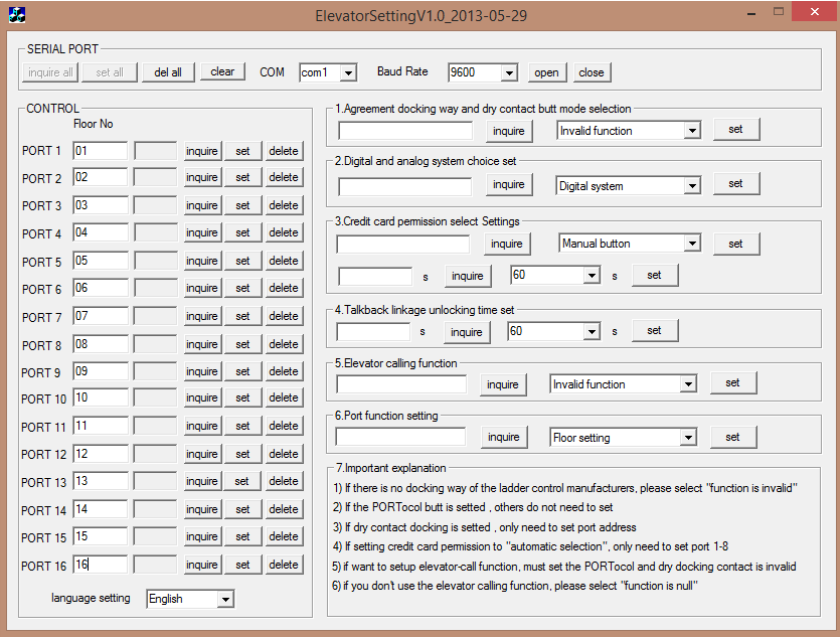 ElevatorSettingV1.0_2013-05-29
SERIAL PORT
inquire all set all del all clear COM com1 Baud Rate 9600 open close
CONTROL
Floor No
PORT 1 01 inquire set delete
PORT 2 02 inquire set delete
PORT 3 03 inquire set delete
PORT 4 04 inquire set delete
PORT 5 05 inquire set delete
PORT 6 06 inquire set delete
PORT 7 07 inquire set delete
PORT 8 08 inquire set delete
PORT 9 09 inquire set delete
PORT 10 10 inquire set delete
PORT 11 11 inquire set delete
PORT 12 12 inquire set delete
PORT 13 13 inquire set delete
PORT 14 14 inquire set delete
PORT 15 15 inquire set delete
PORT 16 16 inquire set delete
language setting English
1.Agreement docking way and dry contact butt mode selection
inquire Invalid function set
2.Digital and analog system choice set
inquire Digital system set
3.Credit card permission select Settings
inquire Manual button set
s inquire 60 s set
4.Talkback linkage unlocking time set
s inquire 60 s set
5.Elevator calling function
inquire Invalid function set
6.Port function setting
inquire Floor setting set
7.Important explanation
1) If there is no docking way of the ladder control manufacturers, please select "function is invalid"
2) If the PORTocol butt is setted , others do not need to set
3) If dry contact docking is setted , only need to set port address
4) If setting credit card permission to "automatic selection", only need to set port 1-8
5) if want to setup elevator-call function, must set the PORTocol and dry docking contact is invalid
6) if you don't use the elevator calling function, please select "function is null"